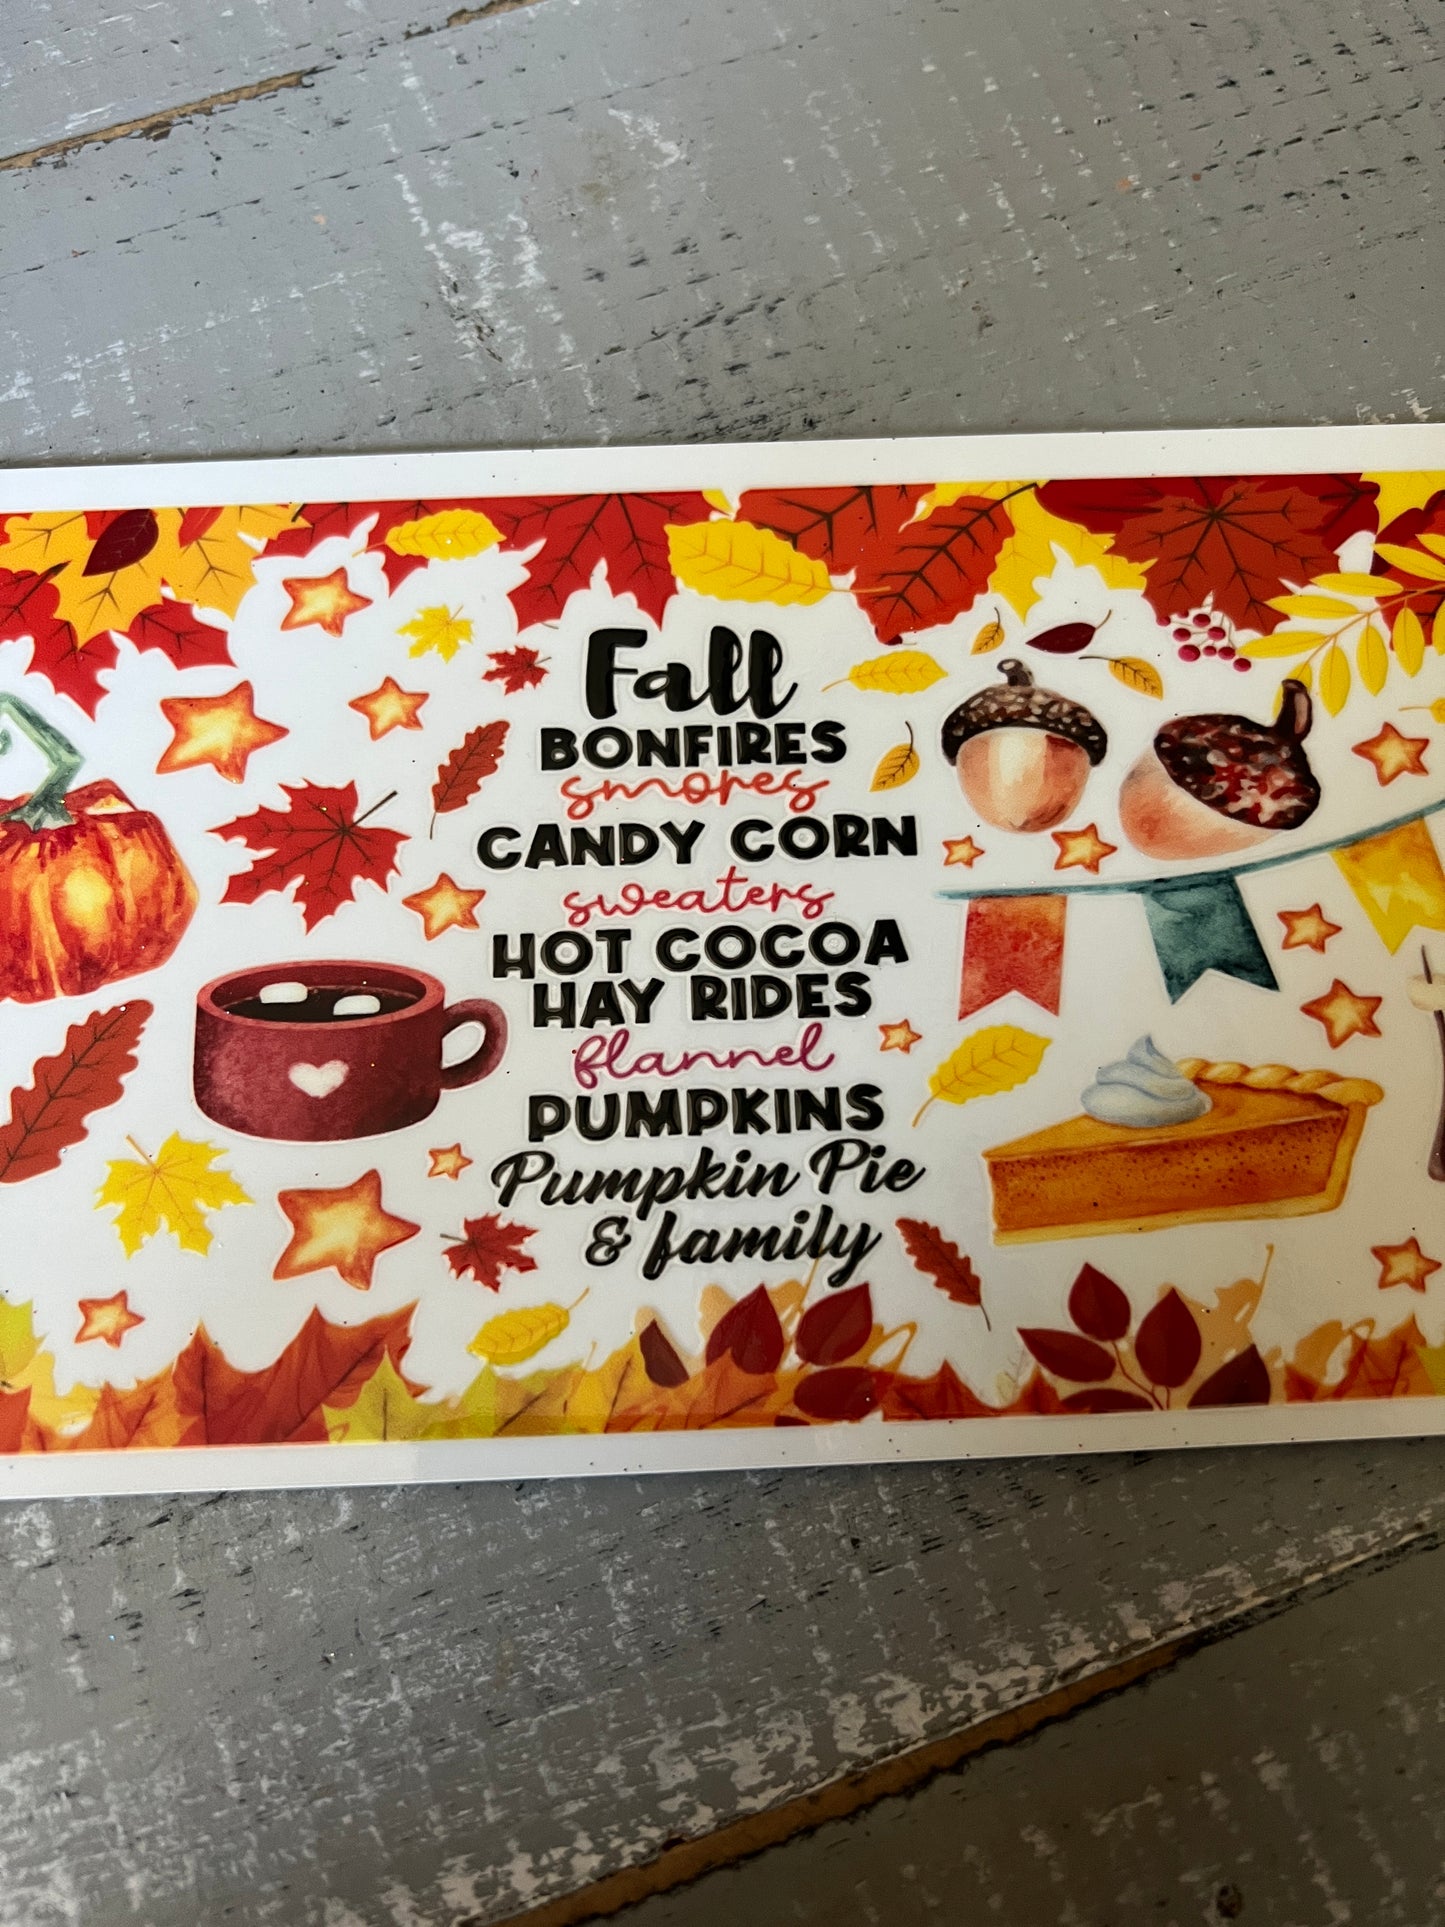 Fall
BONFIRES
smores
CANDY CORN
sweaters
HOT COCOA
HAY RIDES
flannel
PUMPKINS
Pumpkin Pie
& family